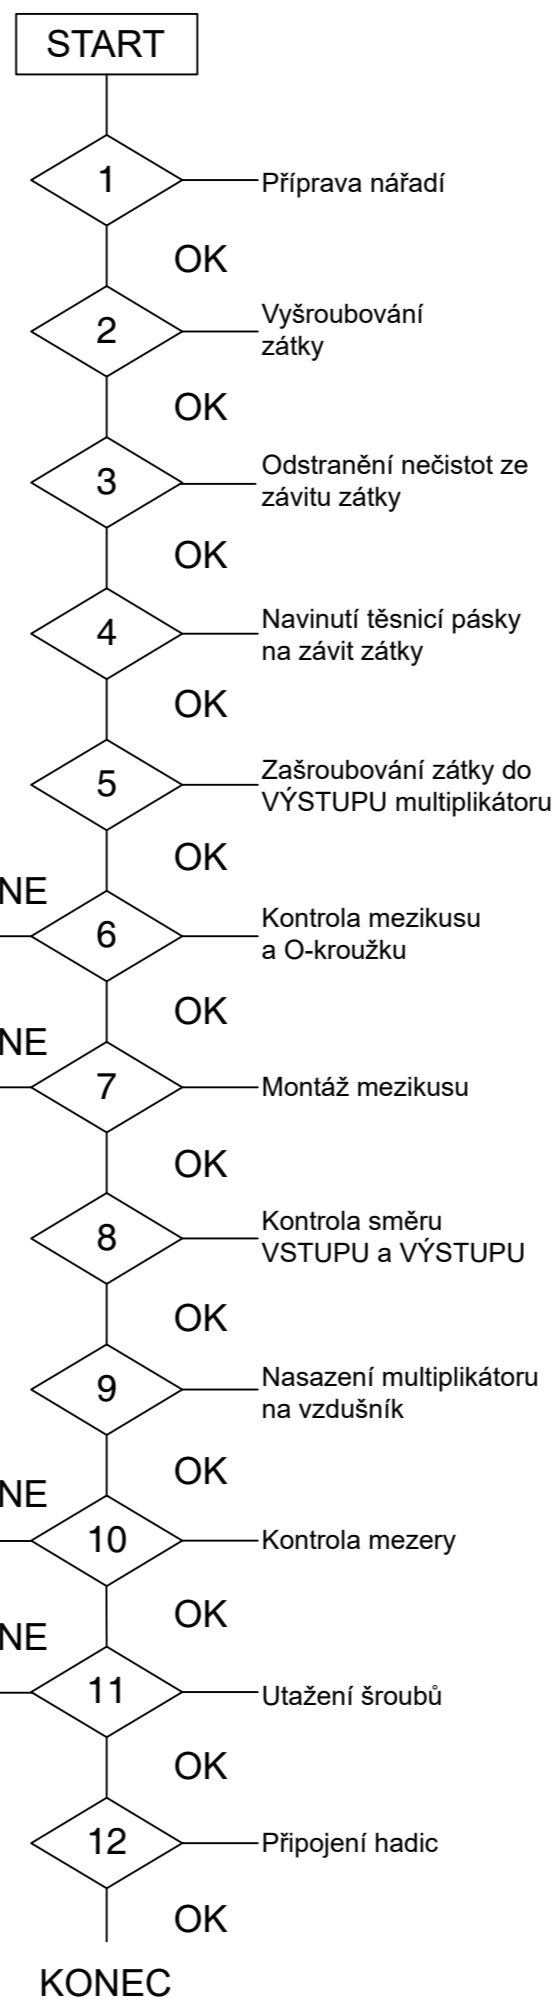 START
1
Příprava nářadí
OK
2
Vyšroubování
zátky
OK
3
Odstranění nečistot ze
závitu zátky
OK
4
Navinutí těsnicí pásky
na závit zátky
OK
5
Zašroubování zátky do
VÝSTUPU multiplikátoru
OK
NE
6
Kontrola mezikusu
a O-kroužku
OK
NE
7
Montáž mezikusu
OK
8
Kontrola směru
VSTUPU a VÝSTUPU
OK
9
Nasazení multiplikátoru
na vzdušník
OK
NE
10
Kontrola mezery
OK
NE
11
Utažení šroubů
OK
12
Připojení hadic
OK
KONEC